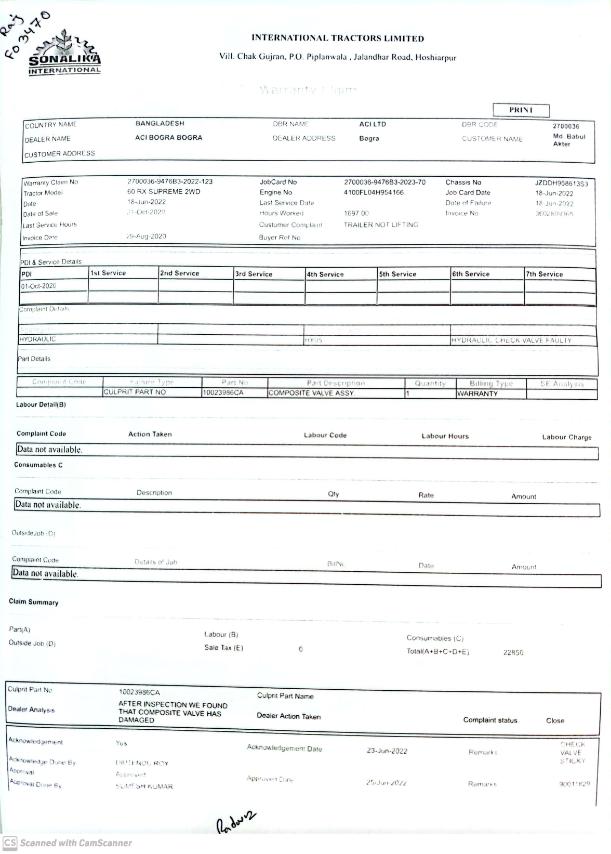 Raj
FO3470
SONALIKA
INTERNATIONAL
INTERNATIONAL TRACTORS LIMITED
Vill. Chak Gujran, P.O. Piplanwala , Jalandhar Road, Hoshiarpur
Warranty Claim
PRINT
COUNTRY NAME BANGLADESH DBR NAME ACI LTD DBR CODE 2700036
DEALER NAME ACI BOGRA BOGRA DEALER ADDRESS Bogra CUSTOMER NAME Md Babul Akter
CUSTOMER ADDRESS
Warranty Claim No 2700036-9476B3-2022-123 JobCard No 2700036-9476B3-2023-70 Chassis No JZDDH958613S3
Tractor Model 60 RX SUPREME 2WD Engine No 4100FL04H954166 Job Card Date 18-Jun-2022
Date 18-Jun-2022 Last Service Date Date of Failure 18-Jun-2022
Date of Sale 31-Oct-2020 Hours Worked 1697.00 Invoice No
Last Service Hours Customer Complaint TRAILER NOT LIFTING
Invoice Date 25-Aug-2020 Buyer Ref No
PDI & Service Details
PDI 1st Service 2nd Service 3rd Service 4th Service 5th Service 6th Service 7th Service
01-Oct-2020
Complaint Details
HYDRAULIC HYDRAULIC CHECK VALVE FAULTY
Part Details
Complaint Code Failure Type Part No Part Description Quantity Billing Type SE Analysis
CULPRIT PART NO 10023986CA COMPOSITE VALVE ASSY 1 WARRANTY
Labour Detail(B)
Complaint Code Action Taken Labour Code Labour Hours Labour Charge
Data not available.
Consumables C
Complaint Code Description Qty Rate Amount
Data not available.
OutsideJob (D)
Complaint Code Details of Job BillNo Date Amount
Data not available.
Claim Summary
Part(A) Labour (B) Consumables (C)
Outside Job (D) Sale Tax (E) 0 Total(A+B+C+D+E) 22850
Culprit Part No 10023986CA Culprit Part Name
Dealer Analysis AFTER INSPECTION WE FOUND THAT COMPOSITE VALVE HAS DAMAGED Dealer Action Taken Complaint status Close
Acknowledgement Yes Acknowledgement Date 23-Jun-2022 Remarks CHECK VALVE STICKY
Acknowledge Done By DIBYENDU ROY
Approval Approved Approved Date 25-Jun-2022 Remarks 90011629
Approval Done By SUMESH KUMAR
CS Scanned with CamScanner